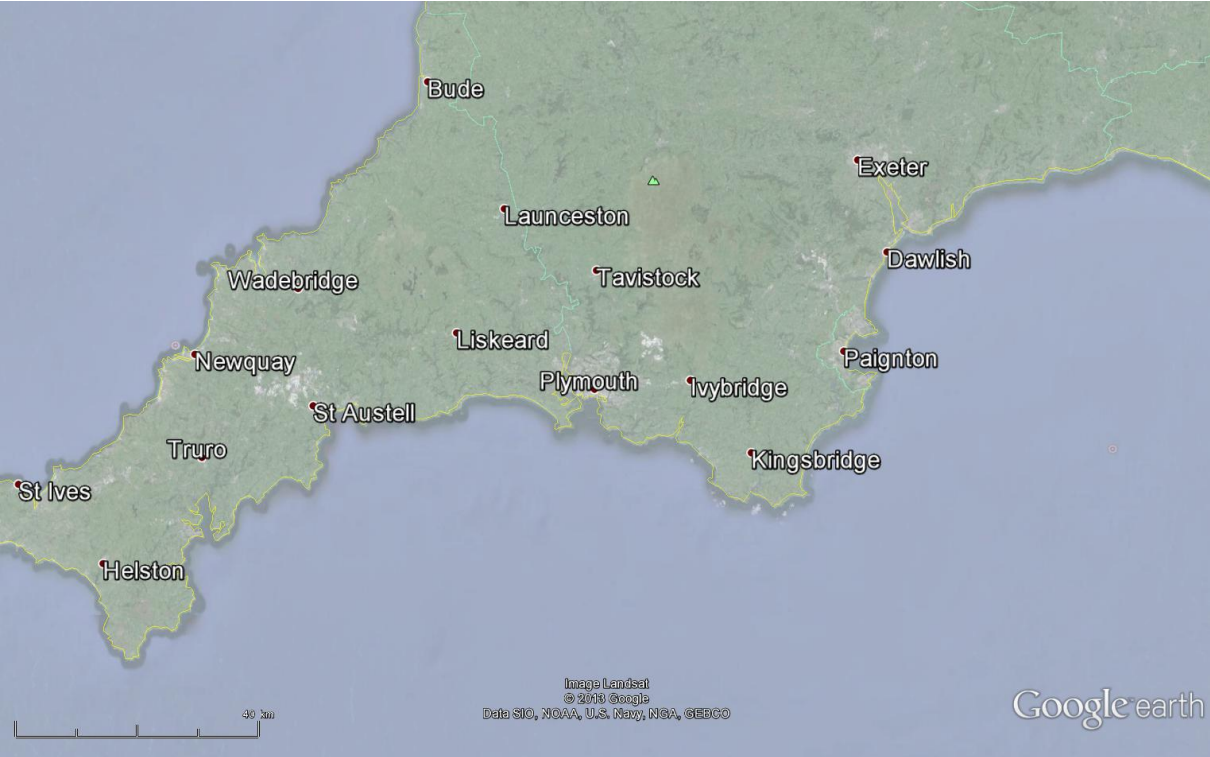 Bude
Exeter
Launceston
Dawlish
Tavistock
Wadebridge
Liskeard
Newquay
Paignton
Plymouth
Ivybridge
St Austell
Truro
Kingsbridge
St Ives
Helston
Image Landsat
© 2013 Google
Data SIO, NOAA, U.S. Navy, NGA, GEBCO
40 km
Google earth